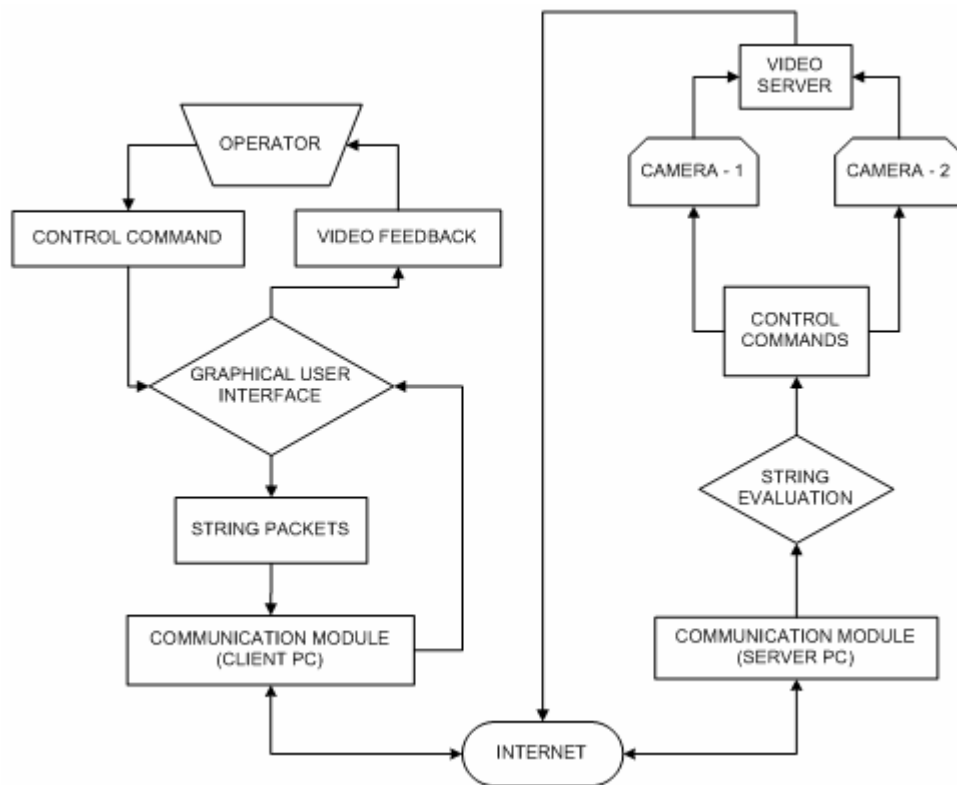 VIDEO
SERVER
OPERATOR
CAMERA - 1
CAMERA - 2
CONTROL COMMAND
VIDEO FEEDBACK
CONTROL
COMMANDS
GRAPHICAL USER
INTERFACE
STRING
EVALUATION
STRING PACKETS
COMMUNICATION MODULE
(CLIENT PC)
COMMUNICATION MODULE
(SERVER PC)
INTERNET